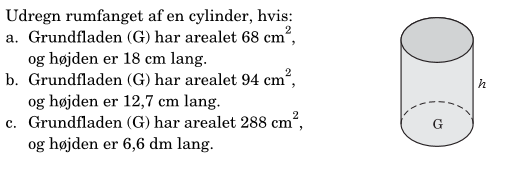 Udregn rumfanget af en cylinder, hvis:
a. Grundfladen (G) har arealet 68 cm²,
og højden er 18 cm lang.
b. Grundfladen (G) har arealet 94 cm²,
og højden er 12,7 cm lang.
c. Grundfladen (G) har arealet 288 cm²,
og højden er 6,6 dm lang.
h
G